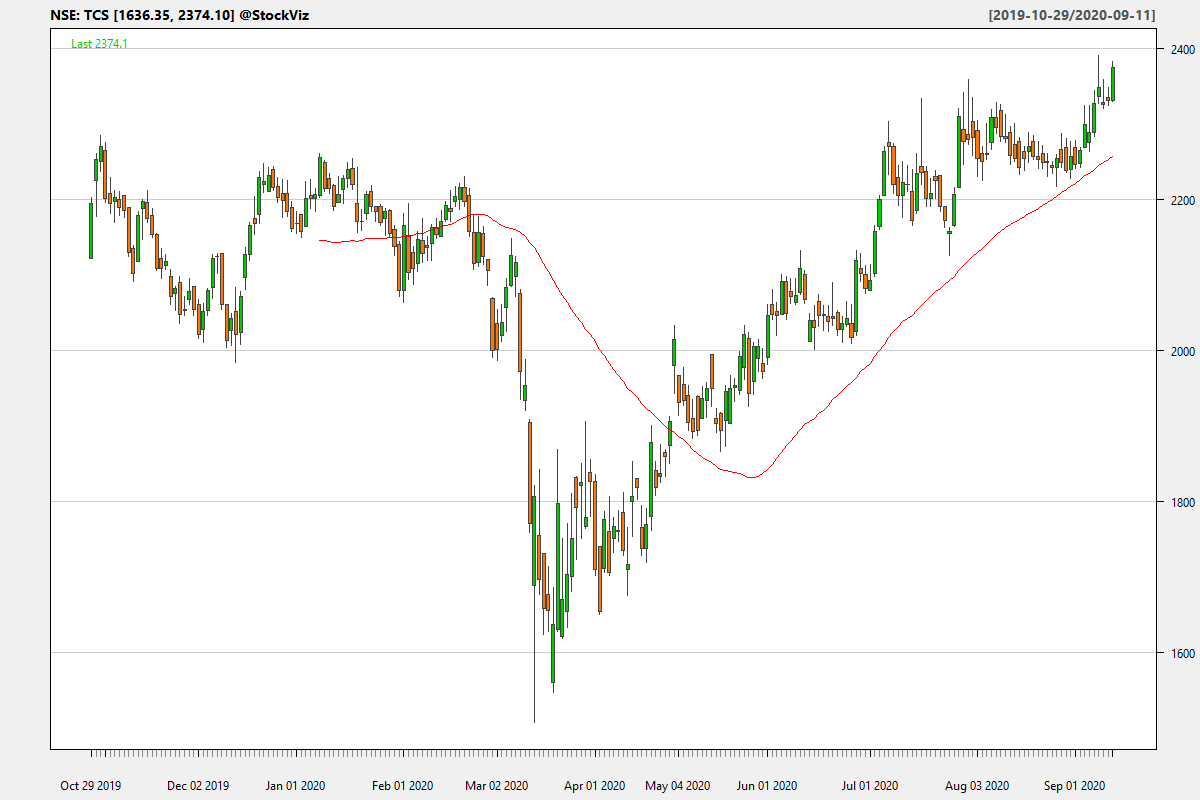 NSE: TCS [1636.35, 2374.10] @StockViz
[2019-10-29/2020-09-11]
Last 2374.1
2400
2200
2000
1800
1600
Oct 29 2019 Dec 02 2019 Jan 01 2020 Feb 01 2020 Mar 02 2020 Apr 01 2020 May 04 2020 Jun 01 2020 Jul 01 2020 Aug 03 2020 Sep 01 2020